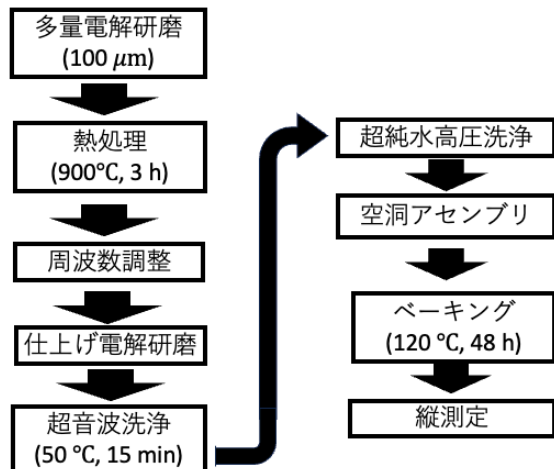 多量電解研磨
(100 μm)
熱処理
(900℃, 3 h)
周波数調整
仕上げ電解研磨
超音波洗浄
(50 ℃, 15 min)
超純水高圧洗浄
空洞アセンブリ
ベーキング
(120 ℃, 48 h)
縦測定